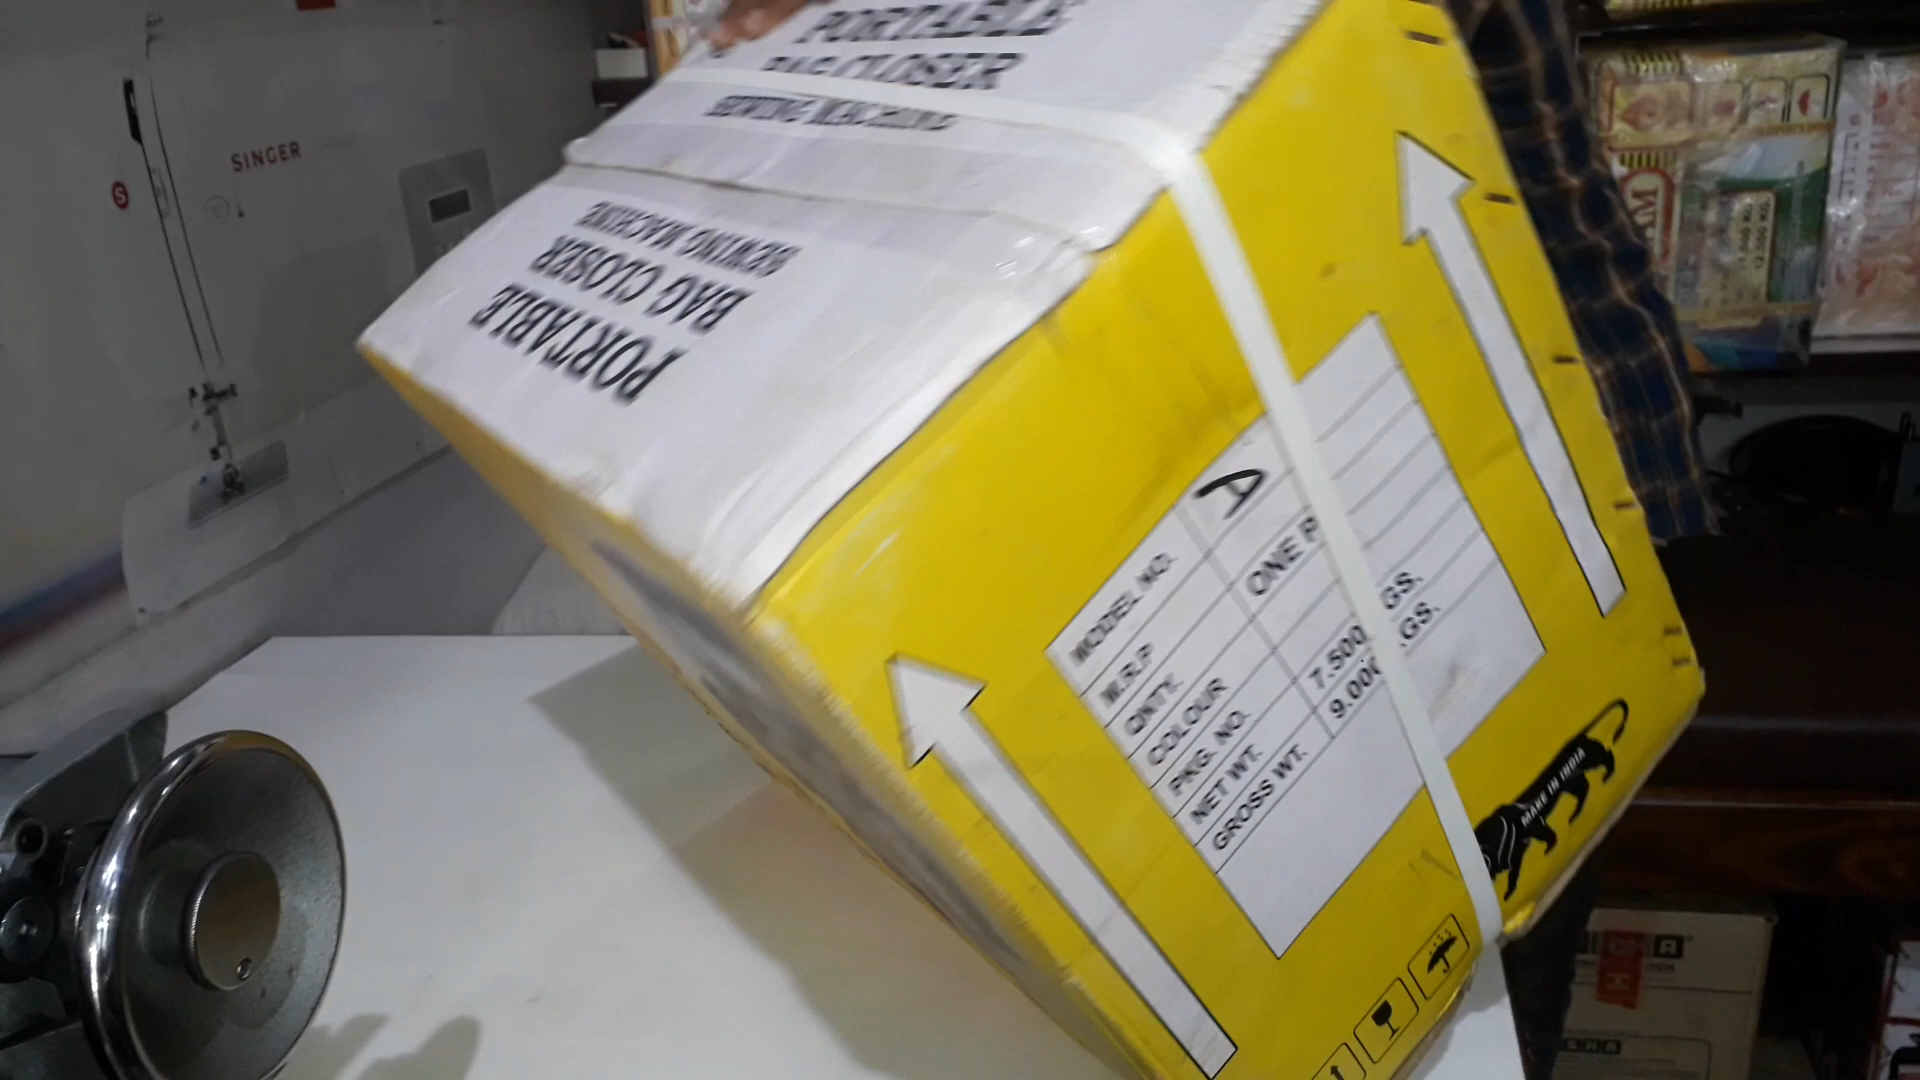 PORTABLE
BAG CLOSER
SEWING MACHINE
PORTABLE
BAG CLOSER
SEWING MACHINE
SINGER
S
MODEL NO. A
M.R.P
QNTY. ONE P
COLOUR
PKG. NO.
NET WT. 7.500 GS.
GROSS WT. 9.000 GS.
MAKE IN INDIA